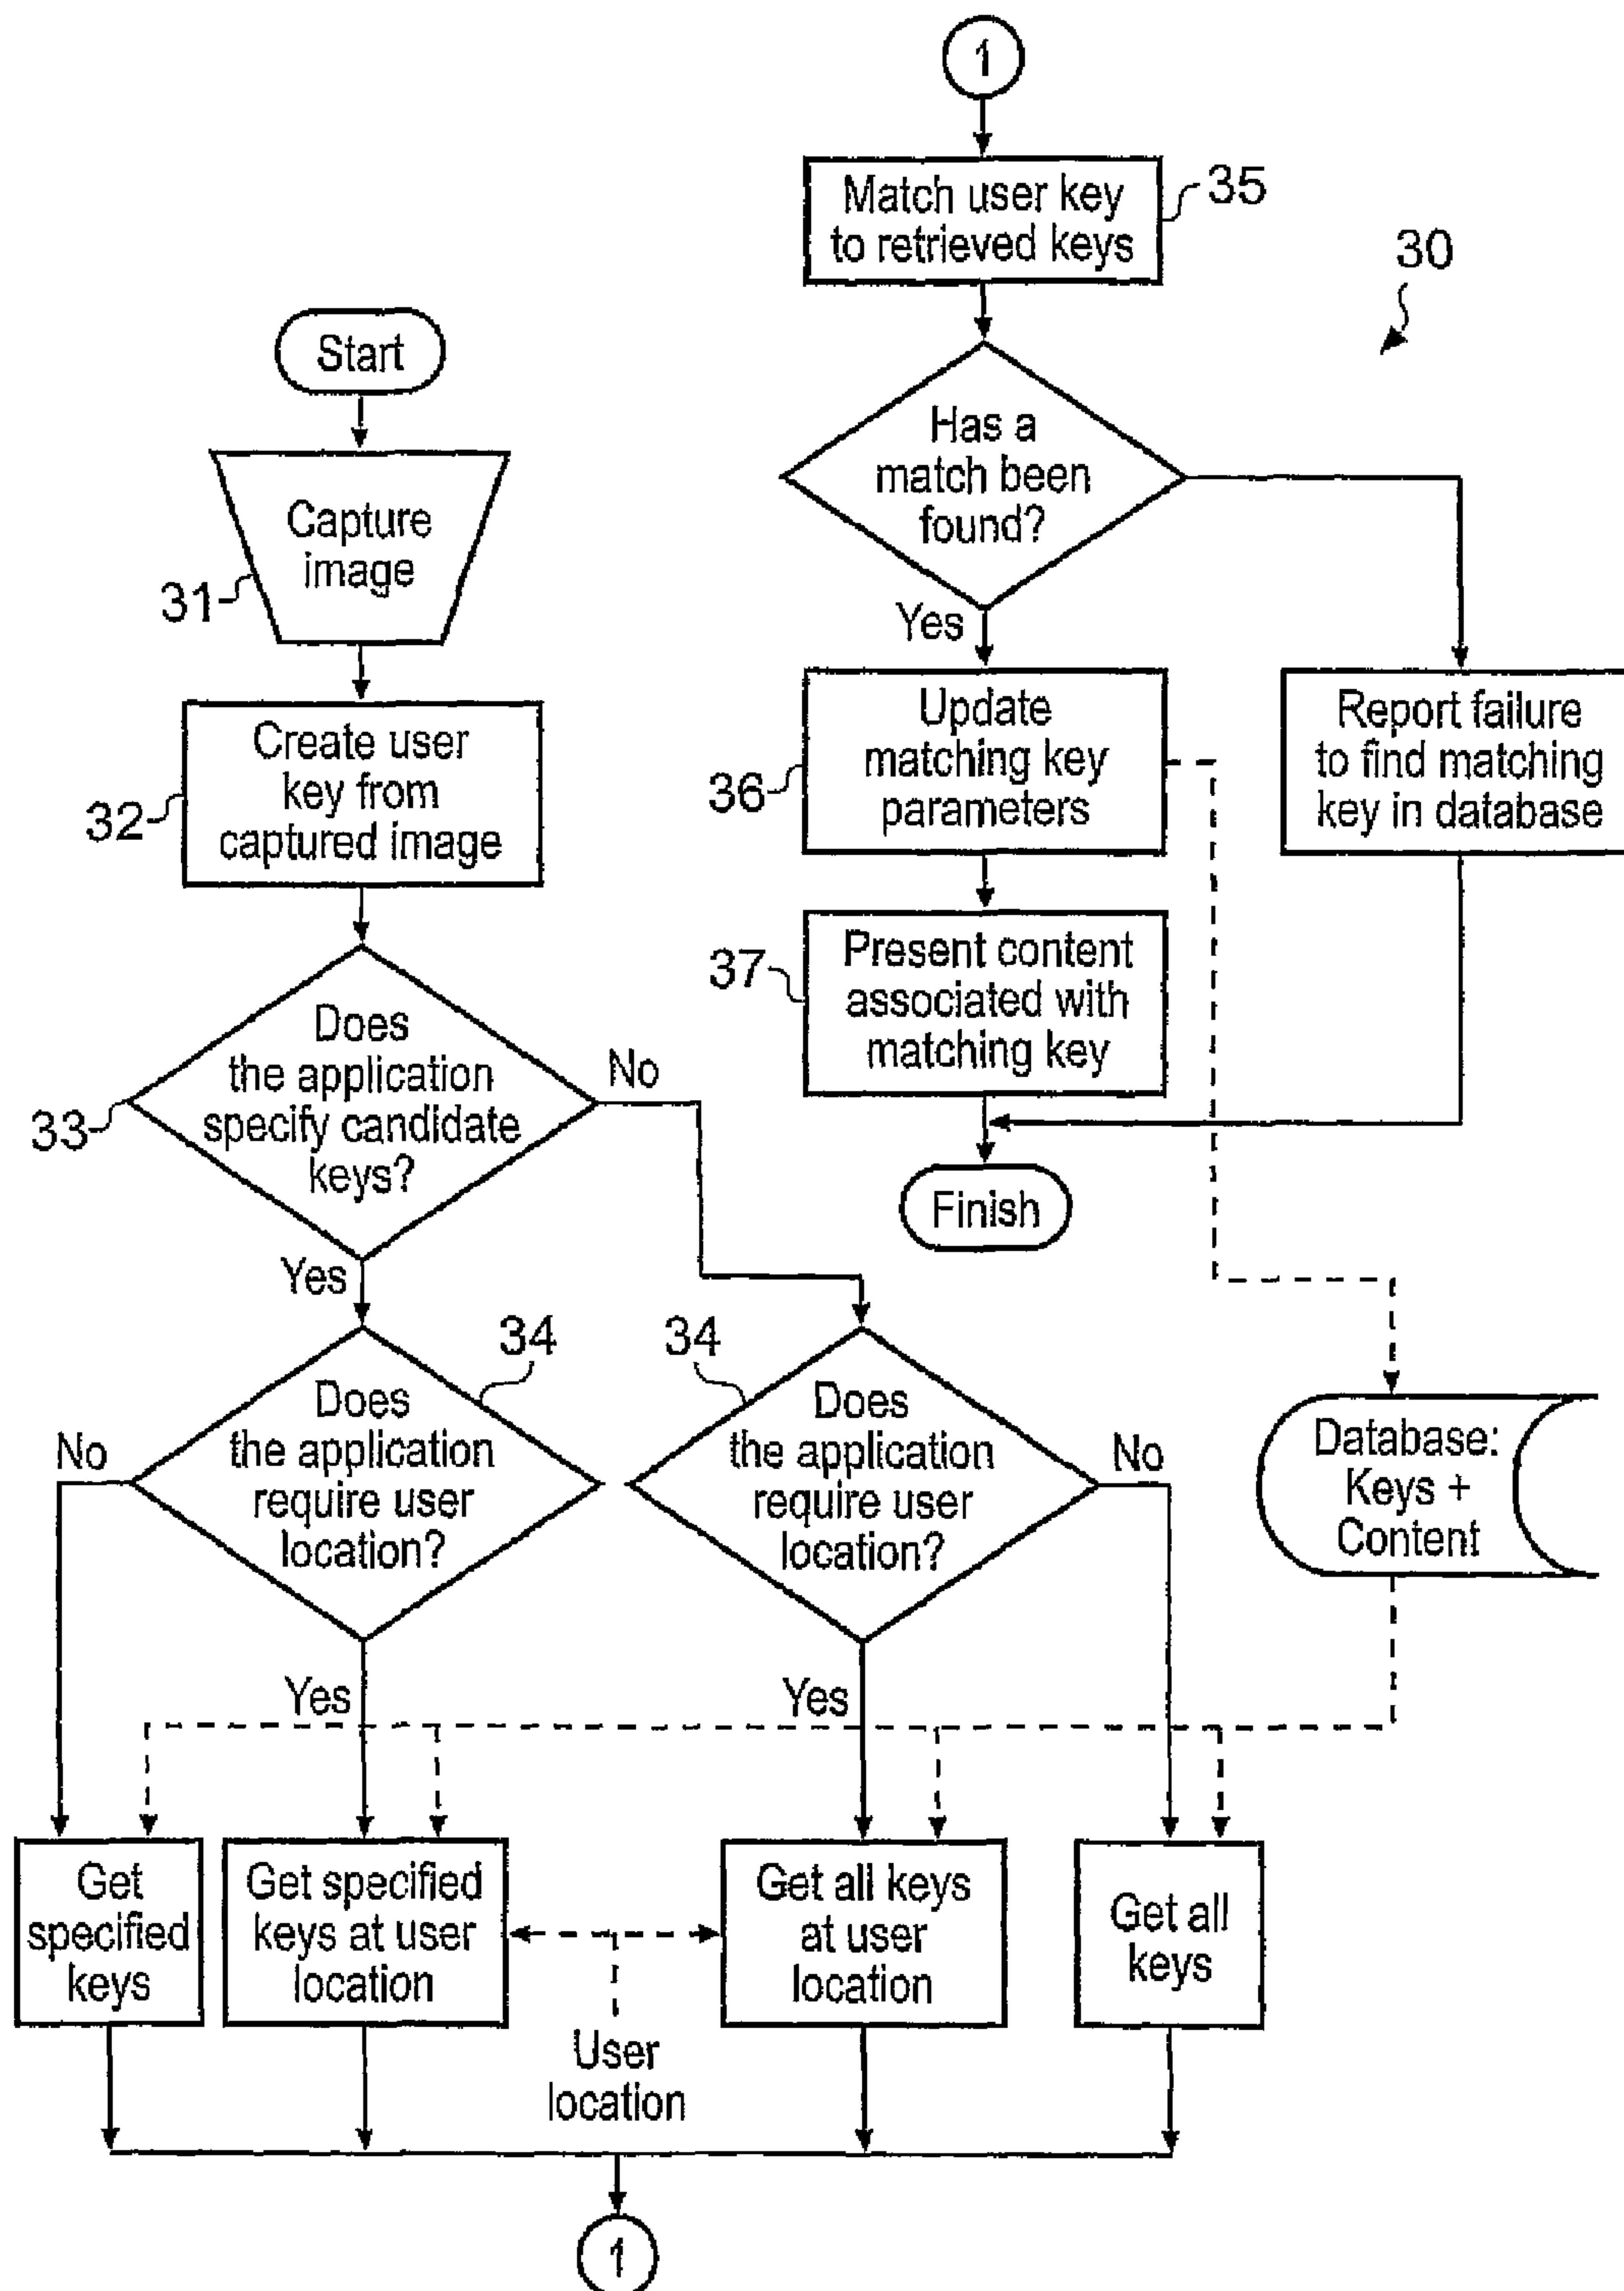 Start
Capture
image
31
Create user
key from
captured image
32
Does
the application
specify candidate
keys?
33
No
Yes
Does
the application
require user
location?
34
No
Yes
Does
the application
require user
location?
34
No
Yes
Get
specified
keys
Get specified
keys at user
location
Get all keys
at user
location
Get all
keys
User
location
1
1
Match user key
to retrieved keys
35
30
Has a
match been
found?
Yes
Update
matching key
parameters
36
Report failure
to find matching
key in database
Present content
associated with
matching key
37
Finish
Database:
Keys +
Content